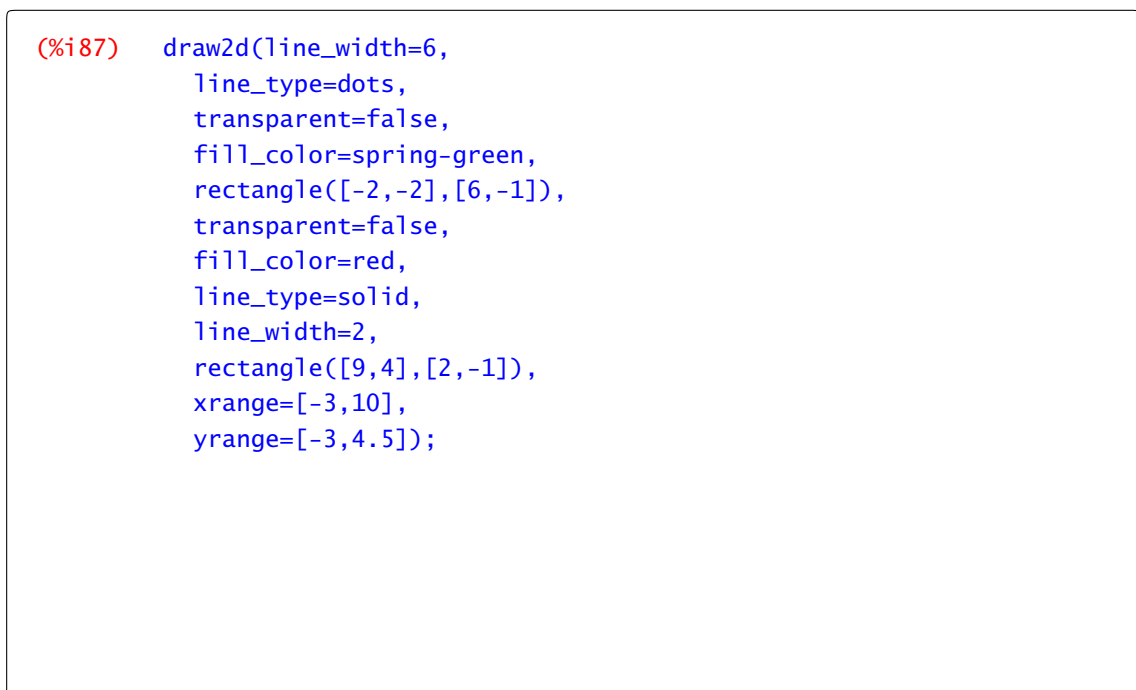 (%i87) draw2d(line_width=6,
line_type=dots,
transparent=false,
fill_color=spring-green,
rectangle([-2,-2],[6,-1]),
transparent=false,
fill_color=red,
line_type=solid,
line_width=2,
rectangle([9,4],[2,-1]),
xrange=[-3,10],
yrange=[-3,4.5]);